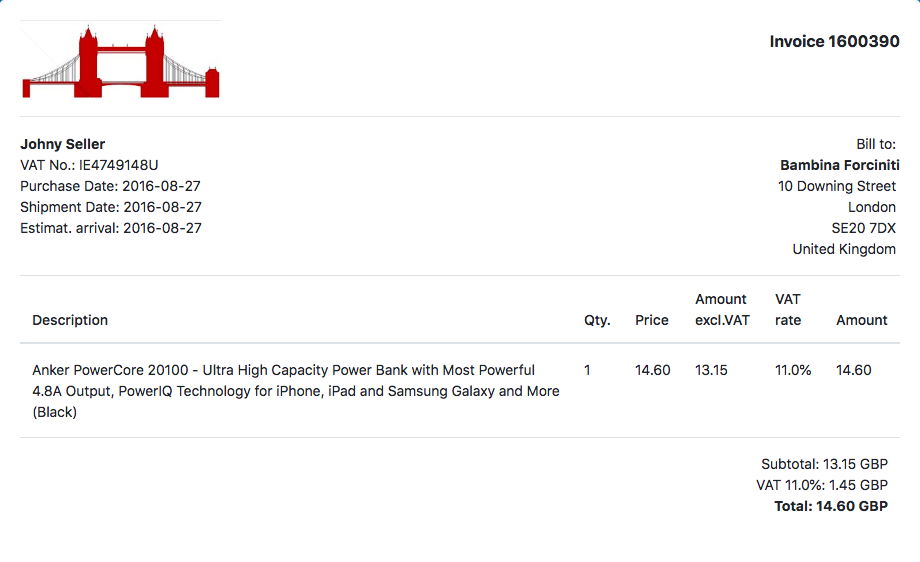 Invoice 1600390
Johny Seller
VAT No.: IE4749148U
Purchase Date: 2016-08-27
Shipment Date: 2016-08-27
Estimat. arrival: 2016-08-27
Bill to:
Bambina Forciniti
10 Downing Street
London
SE20 7DX
United Kingdom
Description Qty. Price Amount excl.VAT VAT rate Amount
Anker PowerCore 20100 - Ultra High Capacity Power Bank with Most Powerful 1 14.60 13.15 11.0% 14.60
4.8A Output, PowerIQ Technology for iPhone, iPad and Samsung Galaxy and More
(Black)
Subtotal: 13.15 GBP
VAT 11.0%: 1.45 GBP
Total: 14.60 GBP